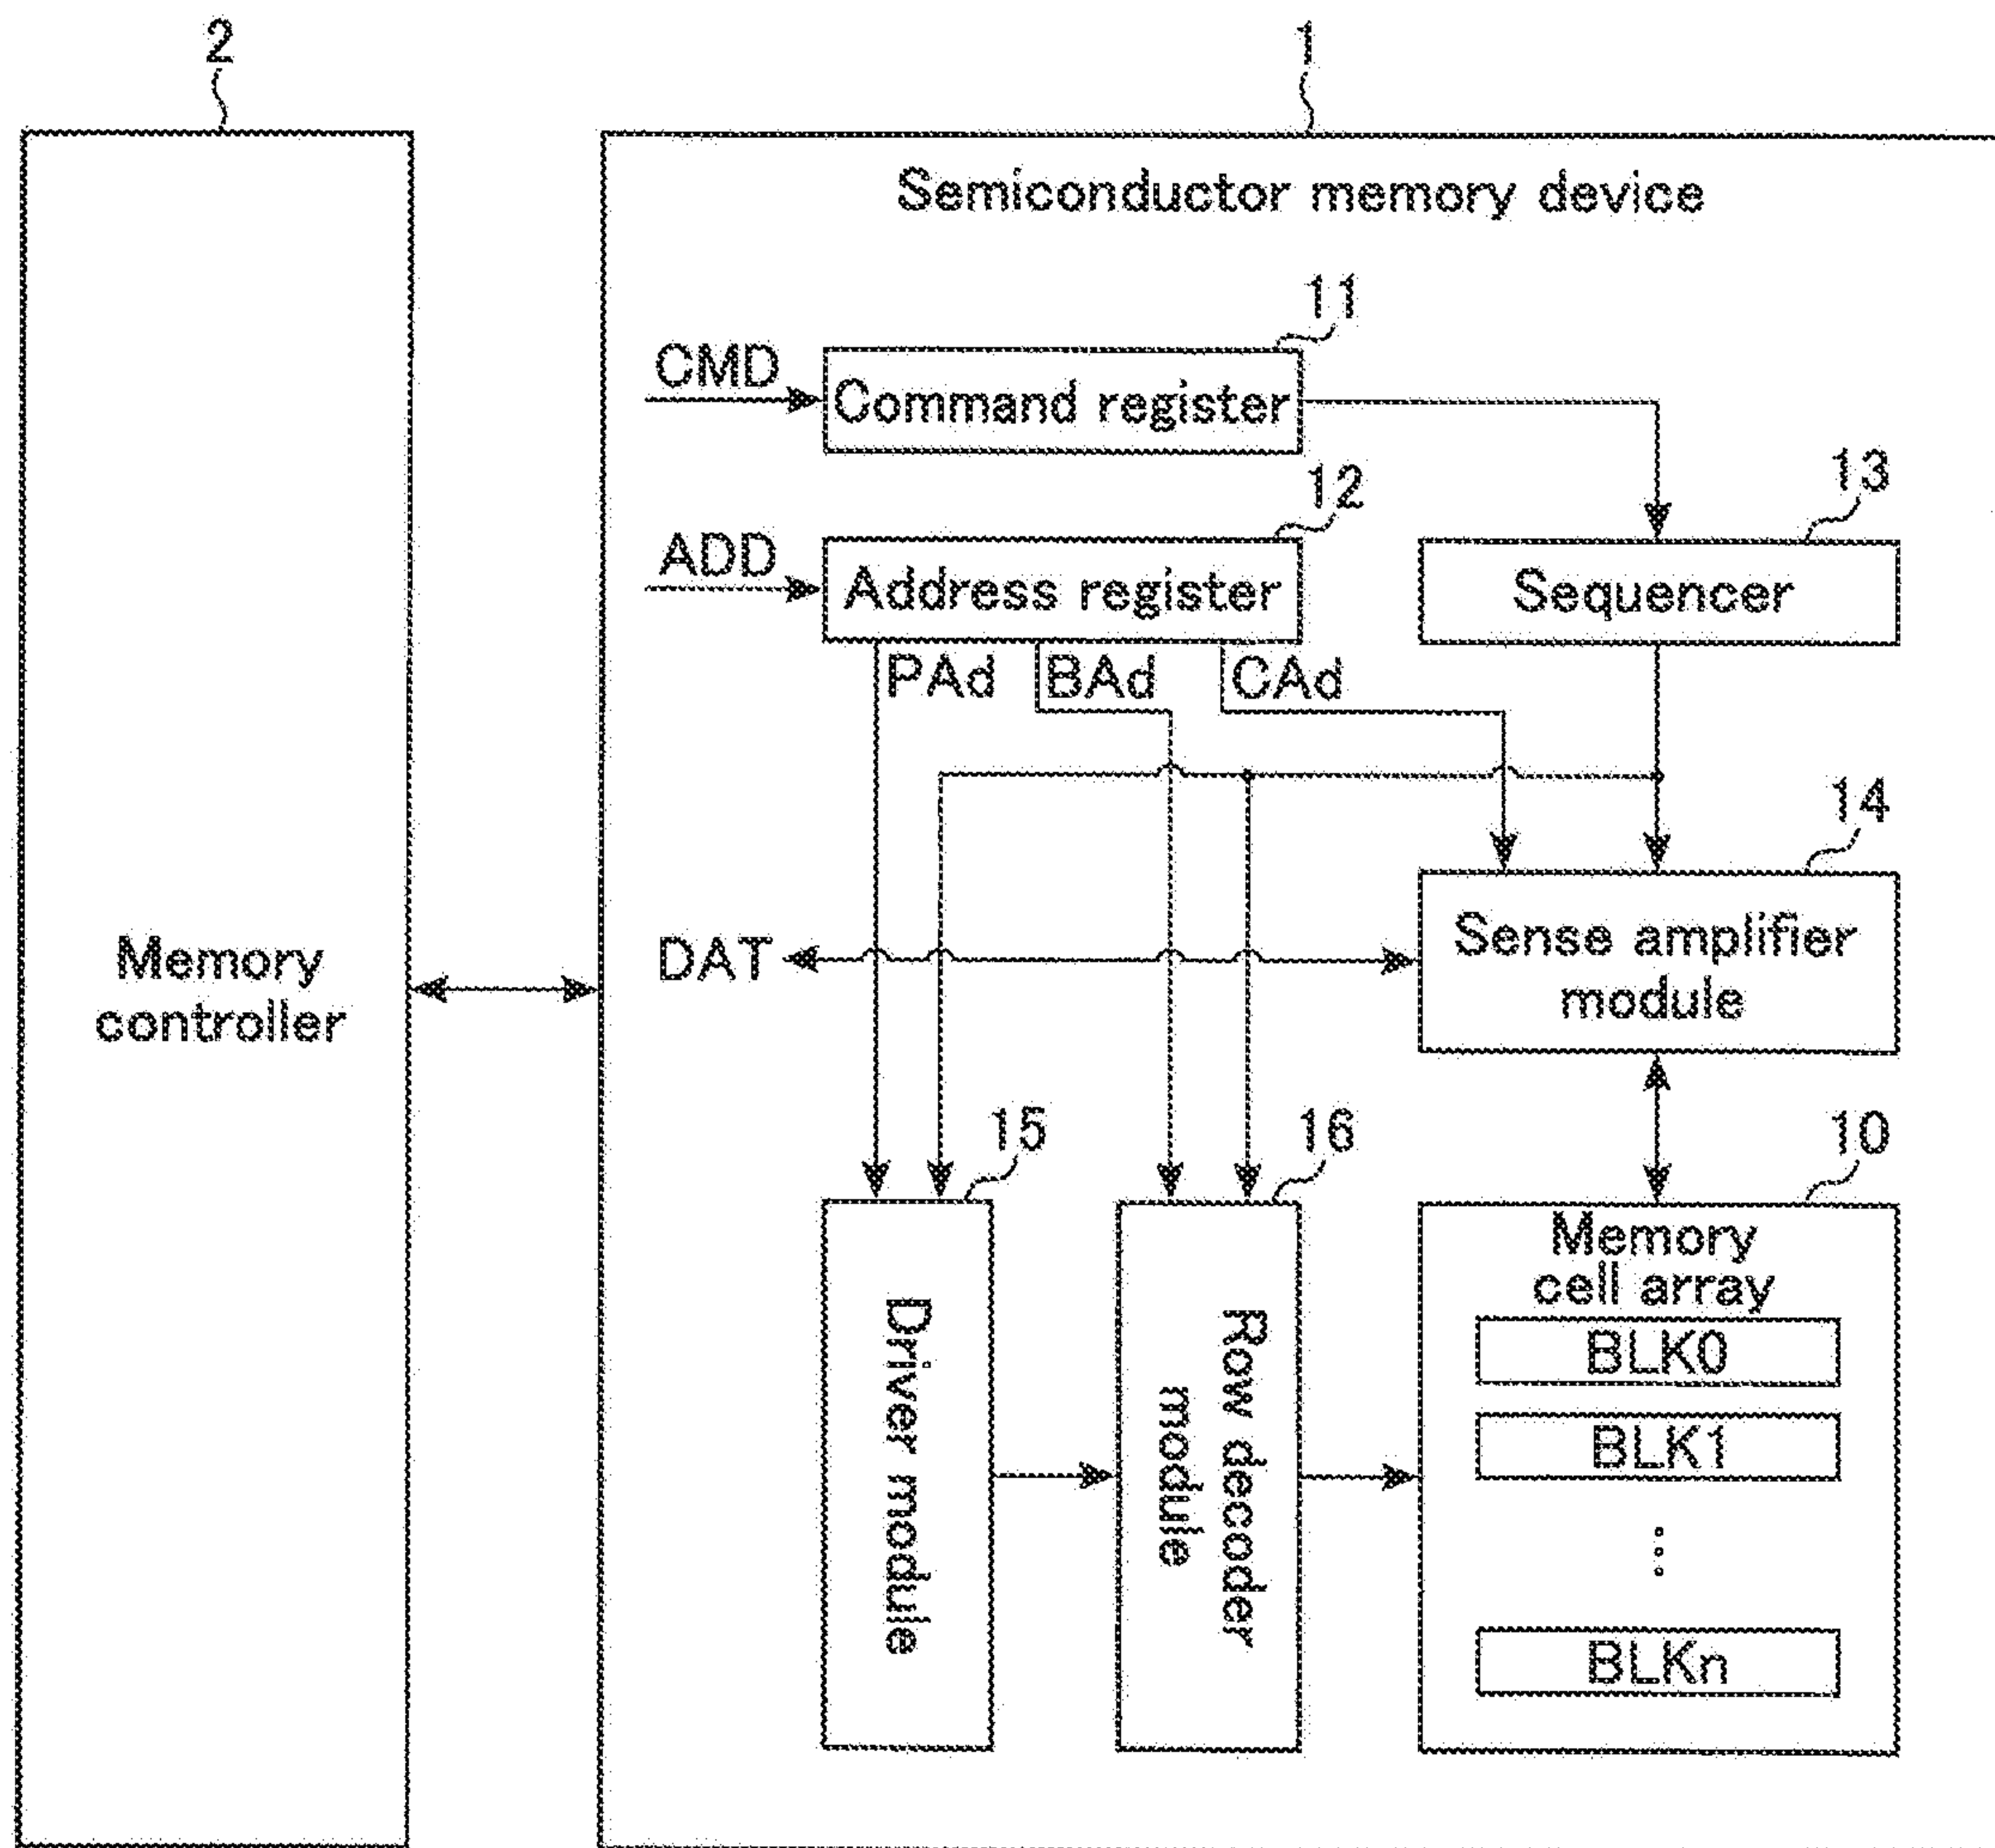 2
1
Semiconductor memory device
11
CMD
Command register
12
13
ADD
Address register
Sequencer
PAd
BAd
CAd
14
DAT
Sense amplifier
module
Memory
controller
15
16
10
Driver module
Row decoder
module
Memory
cell array
BLK0
BLK1
BLKn